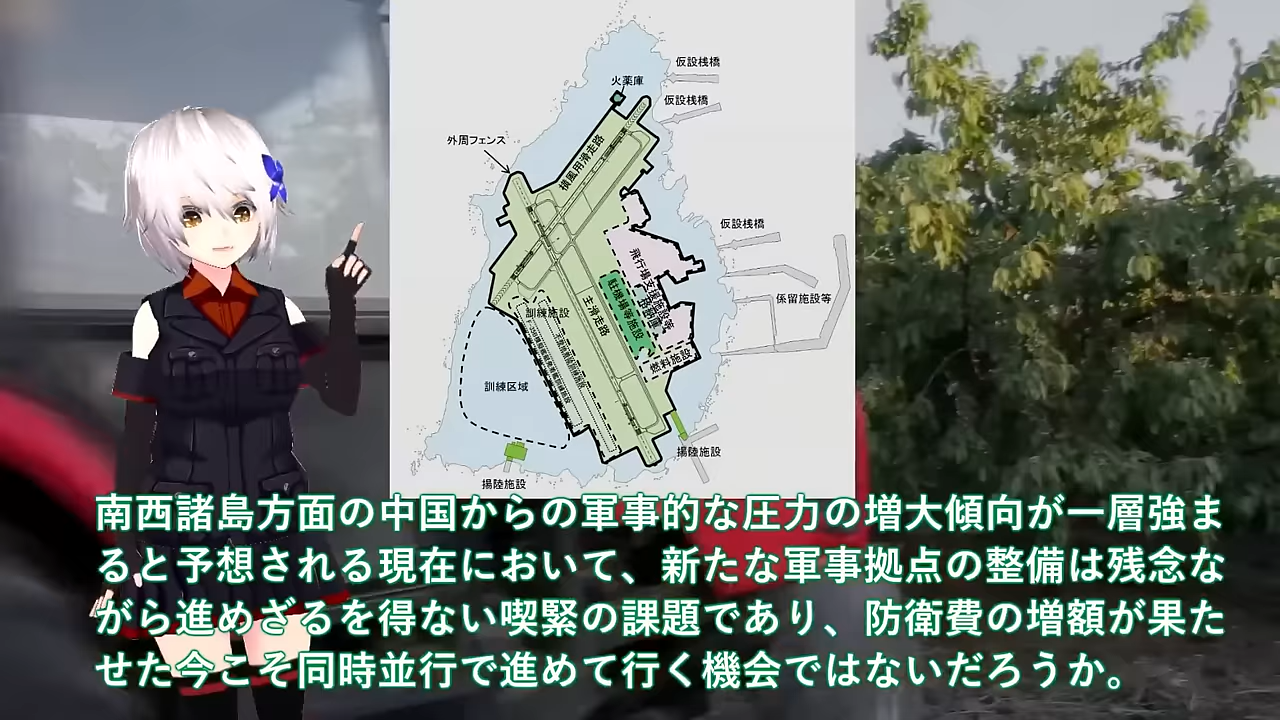 仮設桟橋
火薬庫
仮設桟橋
外周フェンス
横風用滑走路
仮設桟橋
飛行場支援施設等
係留施設等
訓練施設
主滑走路
駐機場等施設
燃料施設
訓練区域
揚陸施設
揚陸施設
南西諸島方面の中国からの軍事的な圧力の増大傾向が一層強ま
ると予想される現在において、新たな軍事拠点の整備は残念な
がら進めざるを得ない喫緊の課題であり、防衛費の増額が果た
せた今こそ同時並行で進めて行く機会ではないだろうか。